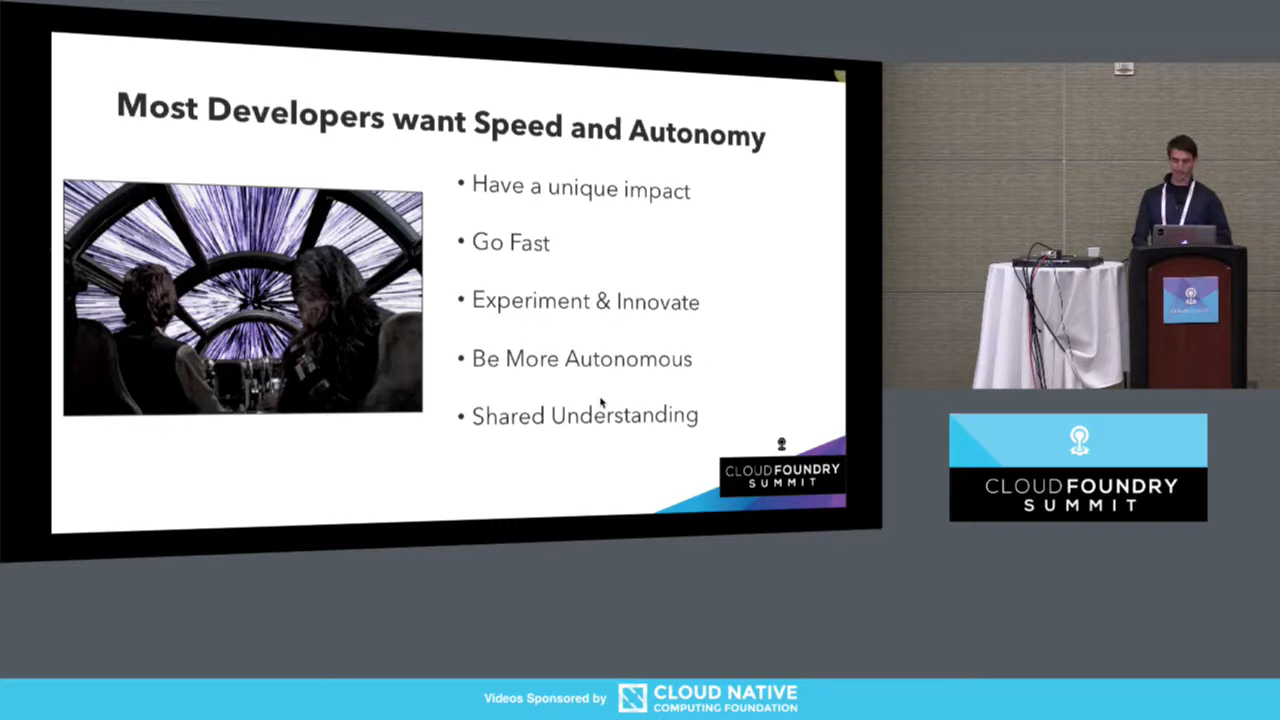 Most Developers want Speed and Autonomy
• Have a unique impact
• Go Fast
• Experiment & Innovate
• Be More Autonomous
• Shared Understanding
CLOUDFOUNDRY
SUMMIT
CLOUDFOUNDRY
SUMMIT
Videos Sponsored by
CLOUD NATIVE
COMPUTING FOUNDATION